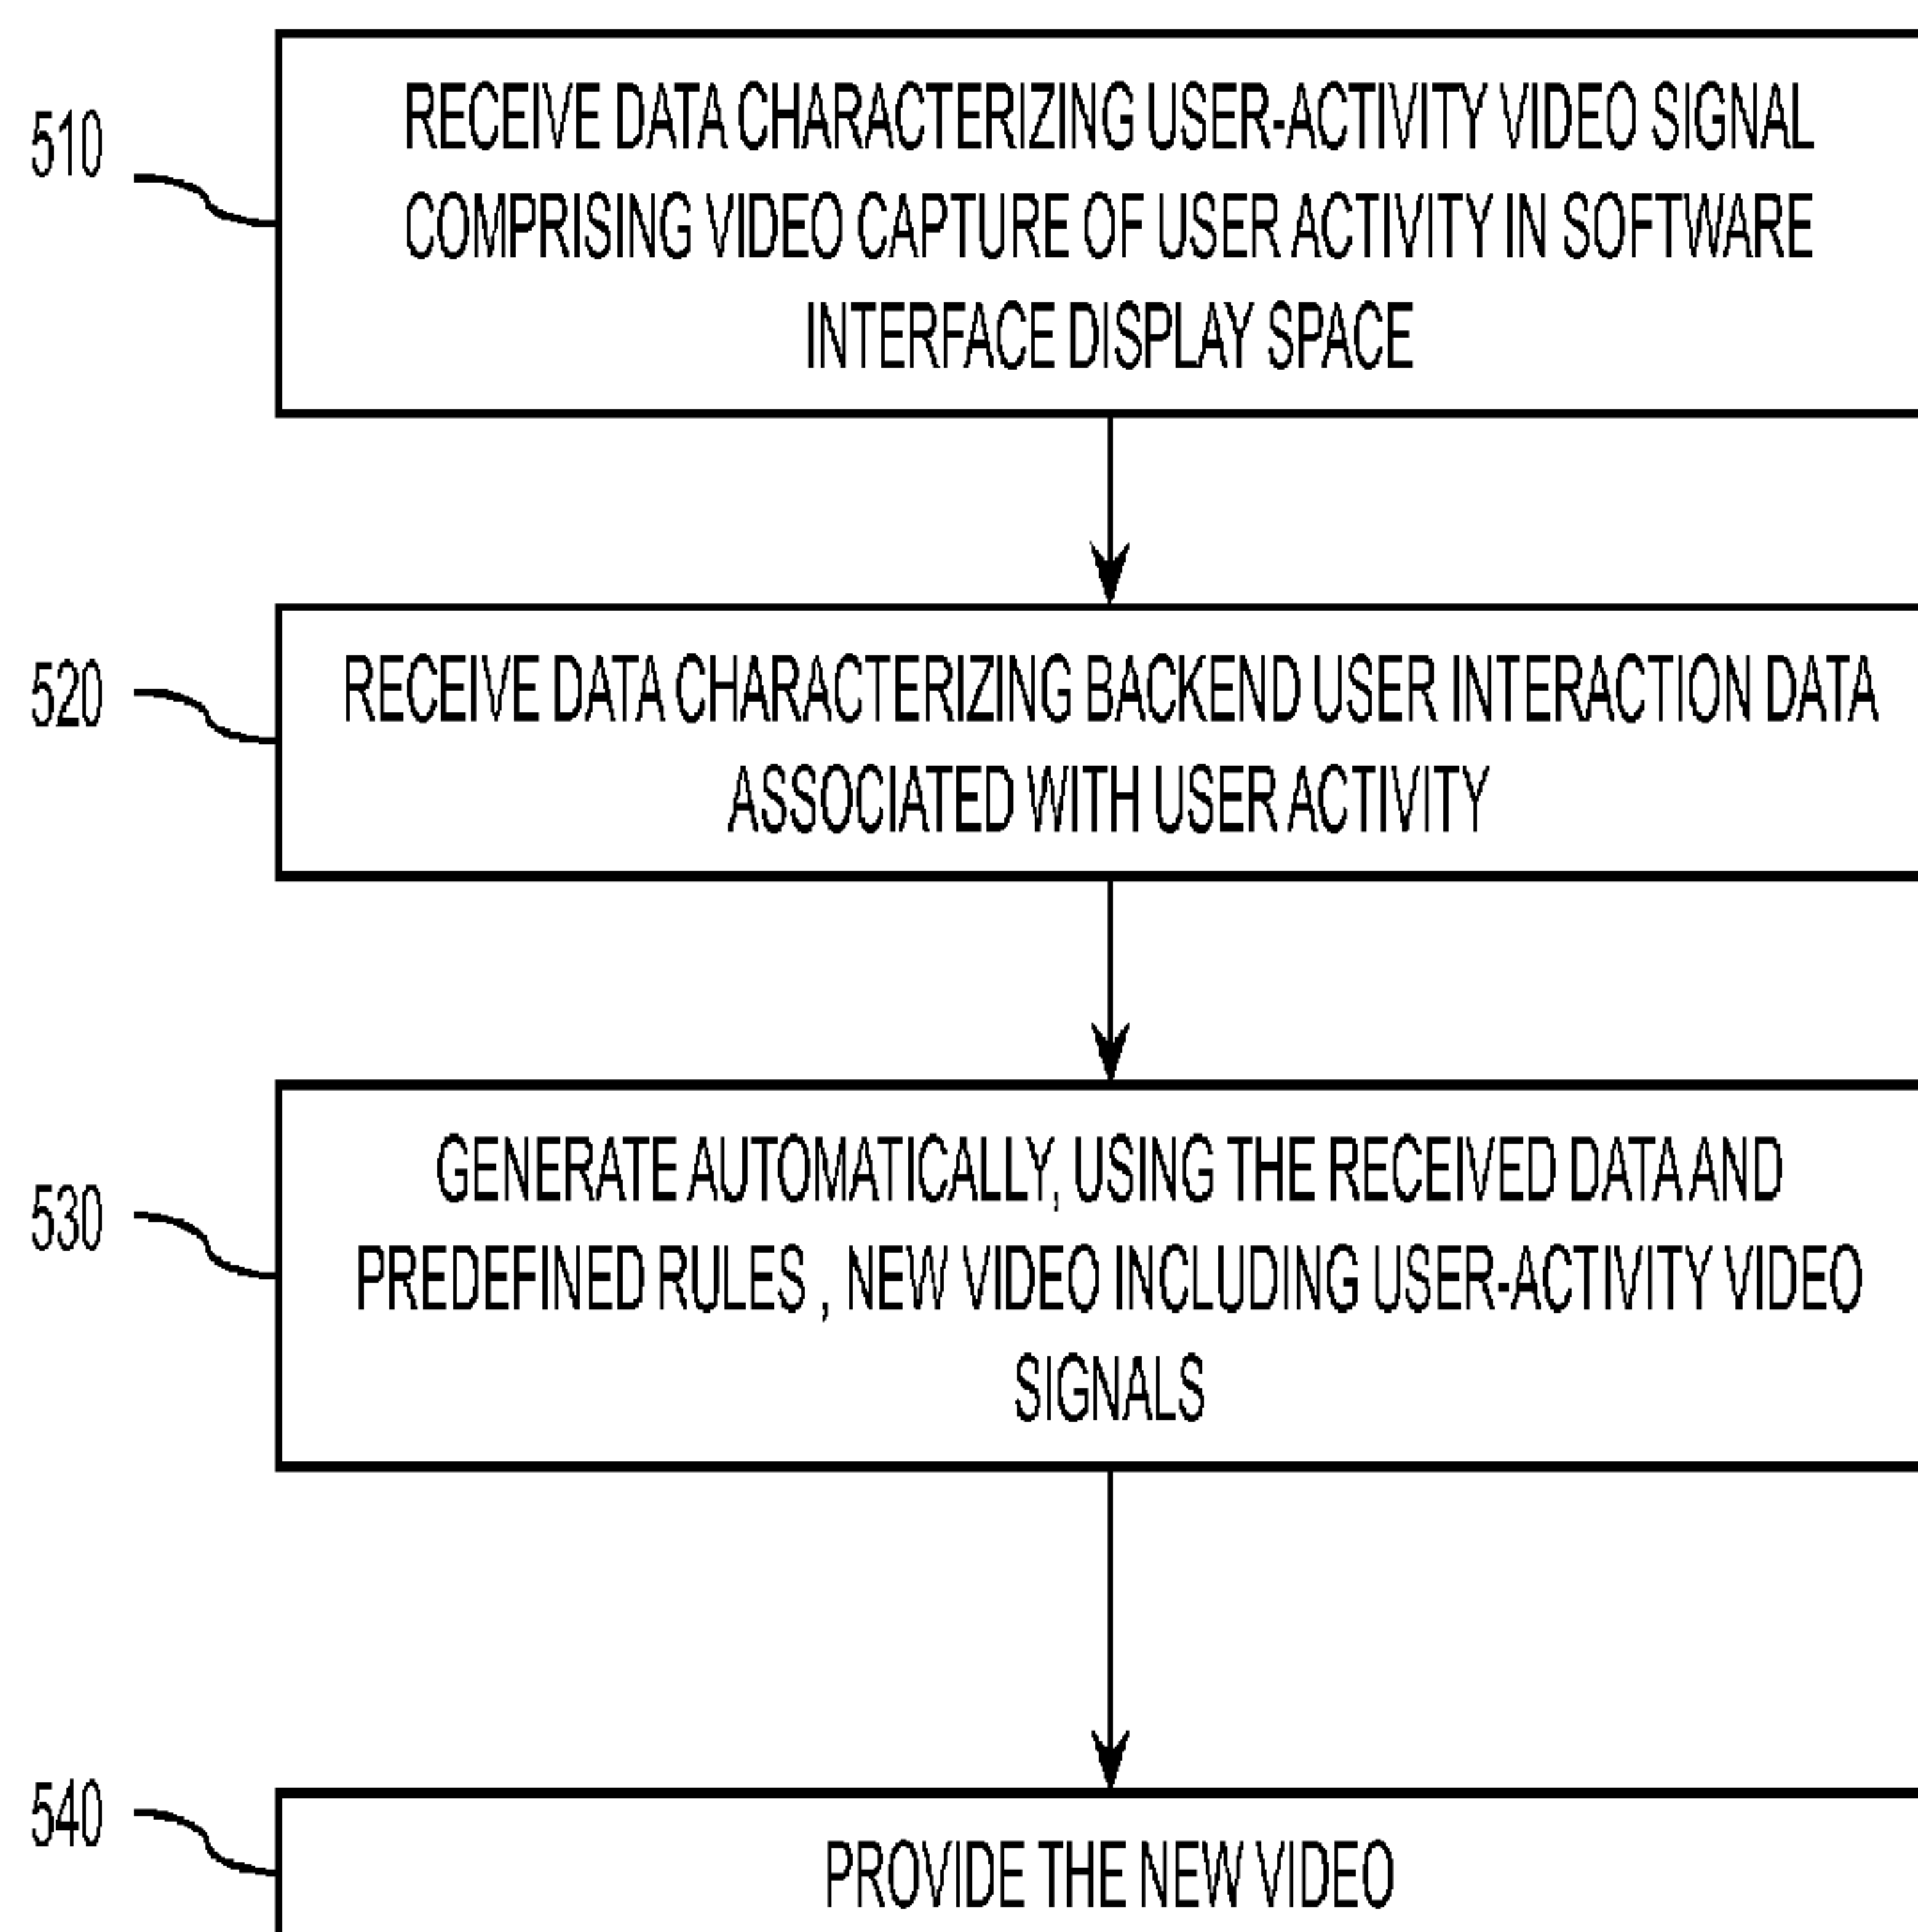 510
RECEIVE DATA CHARACTERIZING USER-ACTIVITY VIDEO SIGNAL
COMPRISING VIDEO CAPTURE OF USER ACTIVITY IN SOFTWARE
INTERFACE DISPLAY SPACE
520
RECEIVE DATA CHARACTERIZING BACKEND USER INTERACTION DATA
ASSOCIATED WITH USER ACTIVITY
530
GENERATE AUTOMATICALLY, USING THE RECEIVED DATA AND
PREDEFINED RULES , NEW VIDEO INCLUDING USER-ACTIVITY VIDEO
SIGNALS
540
PROVIDE THE NEW VIDEO